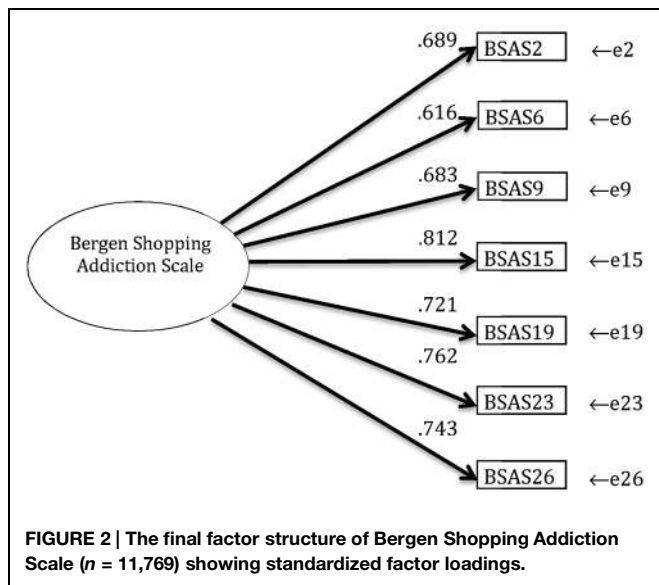 .689
BSAS2 ←e2
.616
BSAS6 ←e6
.683
BSAS9 ←e9
.812
Bergen Shopping
Addiction Scale
BSAS15 ←e15
.721
BSAS19 ←e19
.762
BSAS23 ←e23
.743
BSAS26 ←e26
FIGURE 2 | The final factor structure of Bergen Shopping Addiction
Scale (n = 11,769) showing standardized factor loadings.